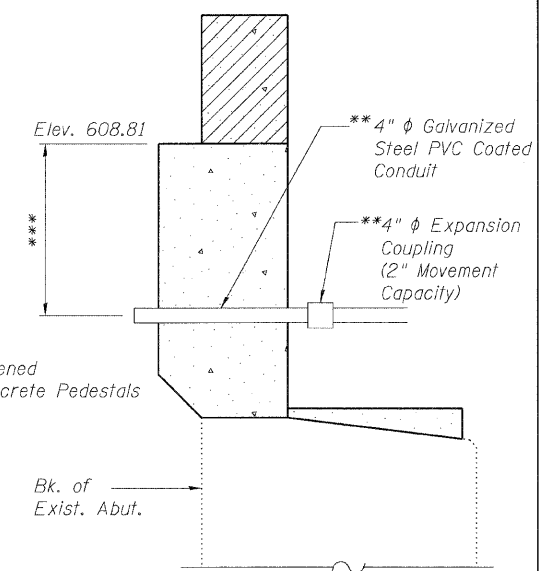 Elev. 608.81
***
**4" ϕ Galvanized
Steel PVC Coated
Conduit
**4" ϕ Expansion
Coupling
(2" Movement
Capacity)
ened
crete Pedestals
Bk. of
Exist. Abut.